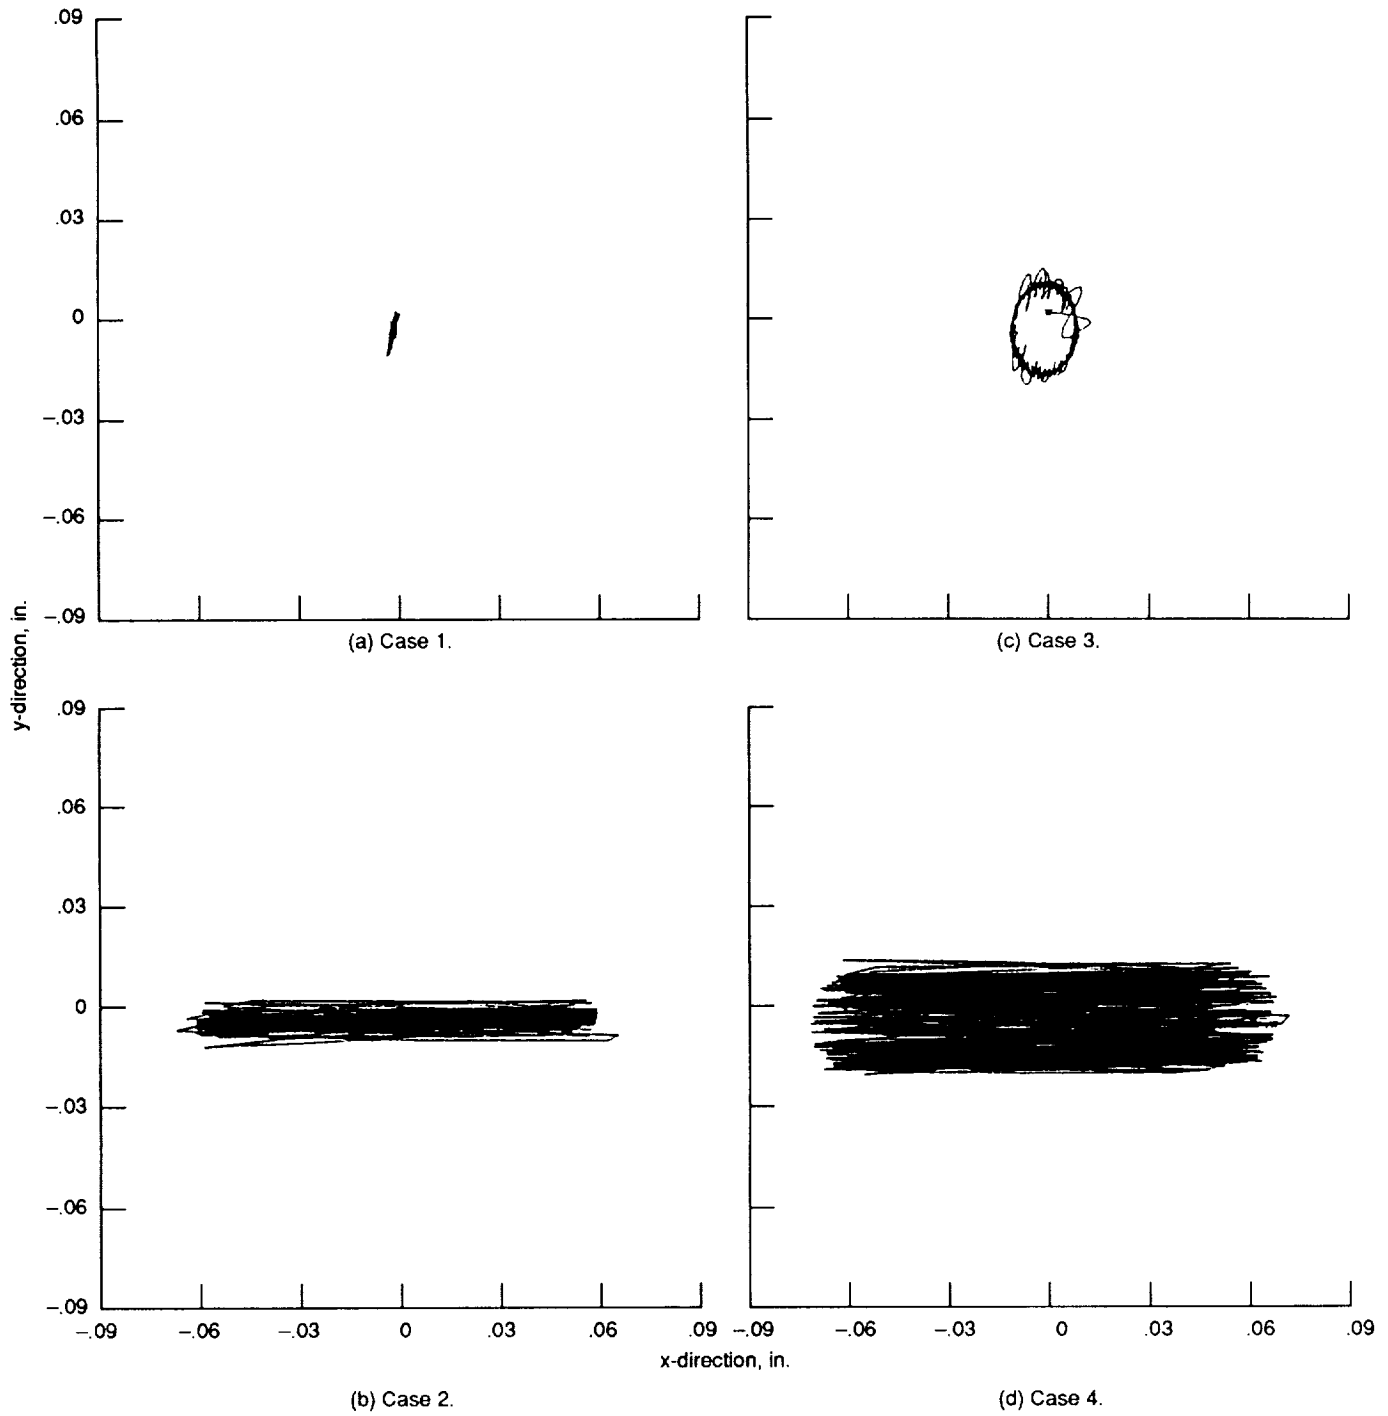 .09
.06
.03
0
−.03
−.06
−.09
(a) Case 1.
(c) Case 3.
y-direction, in.
.09
.06
.03
0
−.03
−.06
−.09
−.09 −.06 −.03 0 .03 .06 .09
−.09 −.06 −.03 0 .03 .06 .09
x-direction, in.
(b) Case 2.
(d) Case 4.